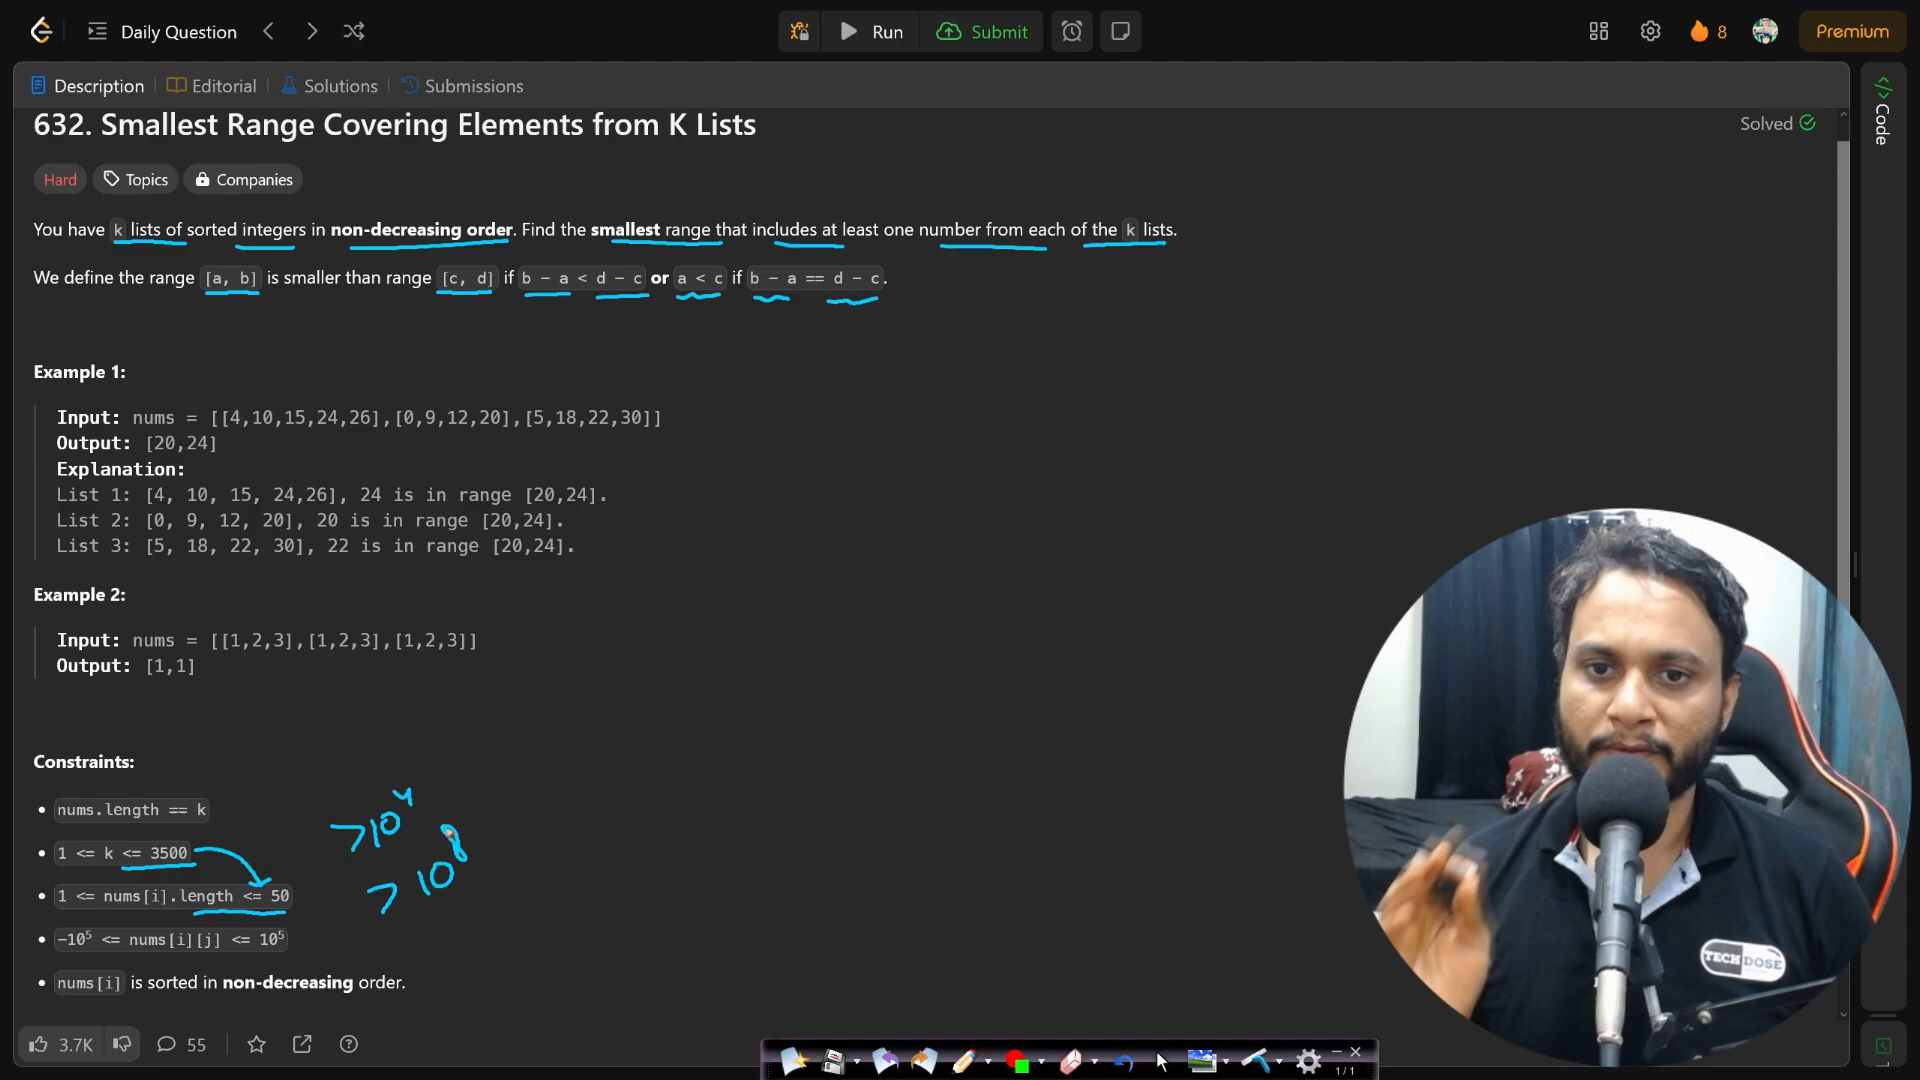 Daily Question
Run
Submit
8
Premium
Description
Editorial
Solutions
Submissions
632. Smallest Range Covering Elements from K Lists
Solved
Code
Hard
Topics
Companies
You have k lists of sorted integers in non-decreasing order. Find the smallest range that includes at least one number from each of the k lists.
We define the range [a, b] is smaller than range [c, d] if b - a < d - c or a < c if b - a == d - c.
Example 1:
Input: nums = [[4,10,15,24,26],[0,9,12,20],[5,18,22,30]]
Output: [20,24]
Explanation:
List 1: [4, 10, 15, 24,26], 24 is in range [20,24].
List 2: [0, 9, 12, 20], 20 is in range [20,24].
List 3: [5, 18, 22, 30], 22 is in range [20,24].
Example 2:
Input: nums = [[1,2,3],[1,2,3],[1,2,3]]
Output: [1,1]
Constraints:
nums.length == k
1 <= k <= 3500
1 <= nums[i].length <= 50
-10⁵ <= nums[i][j] <= 10⁵
nums[i] is sorted in non-decreasing order.
>10⁴
>10⁸
TECH DOSE
3.7K
55
1/1